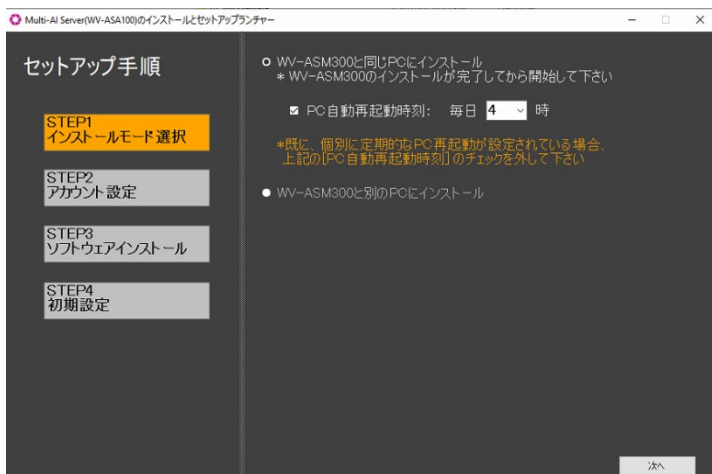 Multi-AI Server(WV-ASA100)のインストールとセットアップランチャー
セットアップ手順
STEP1
インストールモード選択
STEP2
アカウント設定
STEP3
ソフトウェアインストール
STEP4
初期設定
WV-ASM300と同じPCにインストール
* WV-ASM300のインストールが完了してから開始して下さい
PC自動再起動時刻: 毎日 4 時
*既に、個別に定期的なPC再起動が設定されている場合、
上記の[PC自動再起動時刻]のチェックを外して下さい
WV-ASM300と別のPCにインストール
次へ